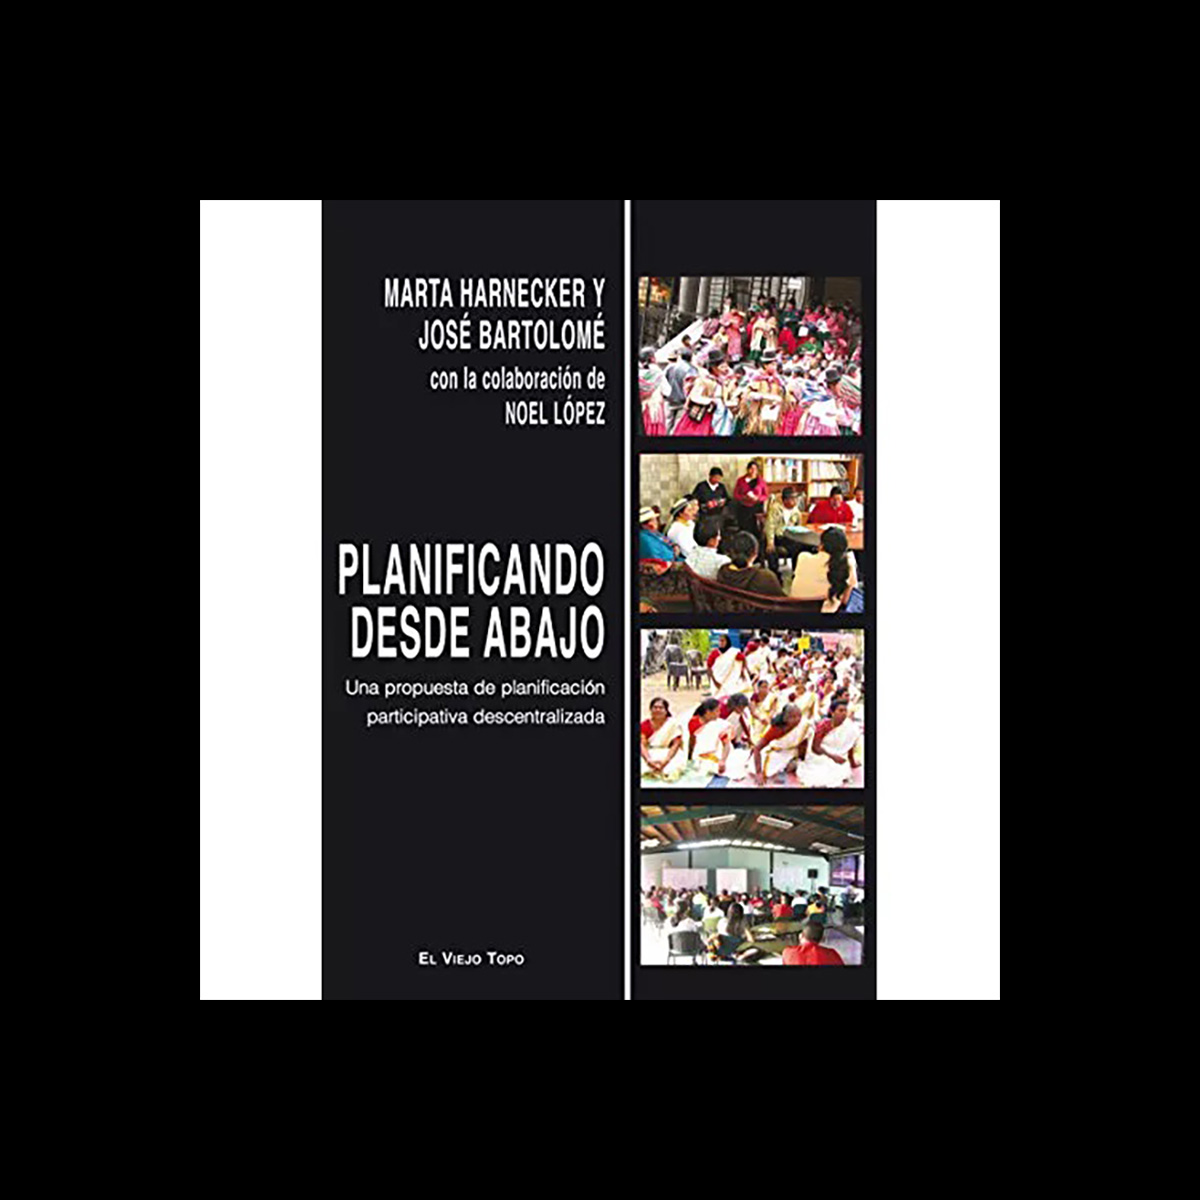 MARTA HARNECKER Y
JOSÉ BARTOLOMÉ
con la colaboración de
NOEL LÓPEZ
PLANIFICANDO
DESDE ABAJO
Una propuesta de planificación
participativa descentralizada
EL VIEJO TOPO